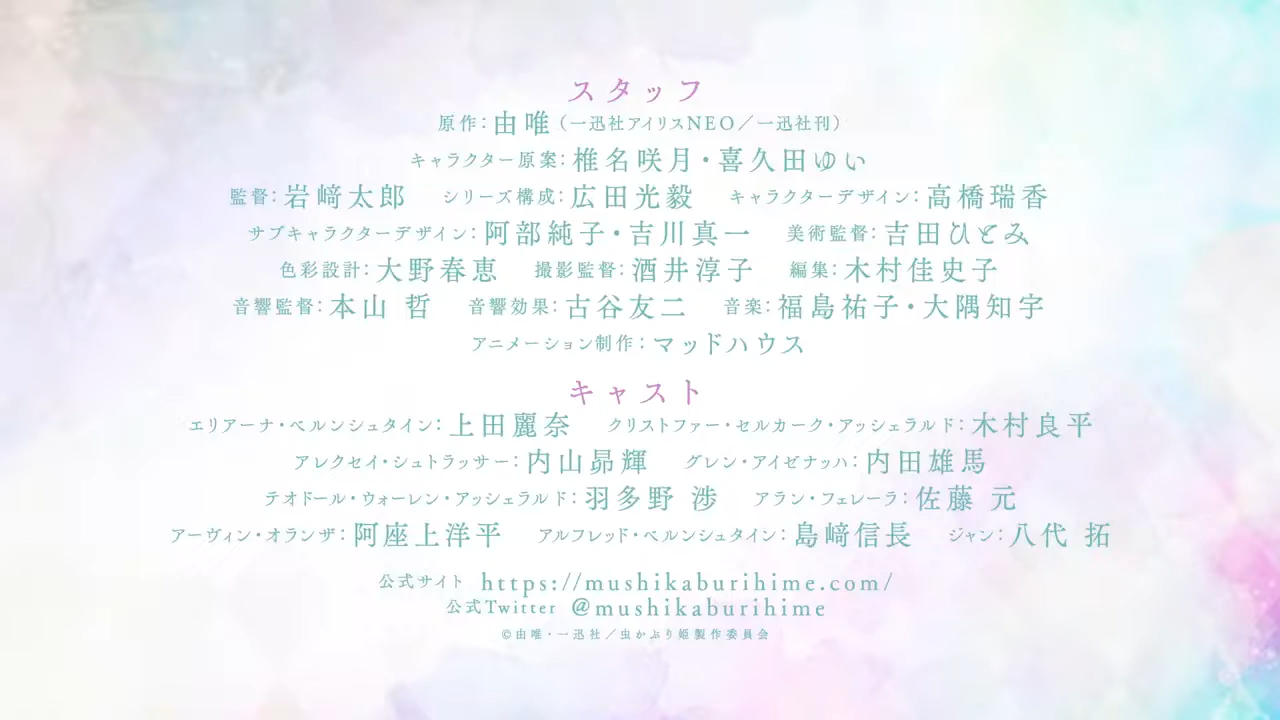 スタッフ
原作：由唯（一迅社アイリスNEO／一迅社刊）
キャラクター原案：椎名咲月・喜久田ゆい
監督：岩﨑太郎　シリーズ構成：広田光毅　キャラクターデザイン：高橋瑞香
サブキャラクターデザイン：阿部純子・吉川真一　美術監督：吉田ひとみ
色彩設計：大野春恵　撮影監督：酒井淳子　編集：木村佳史子
音響監督：本山 哲　音響効果：古谷友二　音楽：福島祐子・大隅知宇
アニメーション制作：マッドハウス
キャスト
エリアーナ・ベルンシュタイン：上田麗奈　クリストファー・セルカーク・アッシェラルド：木村良平
アレクセイ・シュトラッサー：内山昂輝　グレン・アイゼナッハ：内田雄馬
テオドール・ウォーレン・アッシェラルド：羽多野 渉　アラン・フェレーラ：佐藤 元
アーヴィン・オランザ：阿座上洋平　アルフレッド・ベルンシュタイン：島﨑信長　ジャン：八代 拓
公式サイト https://mushikaburihime.com/
公式Twitter @mushikaburihime
©由唯・一迅社／虫かぶり姫製作委員会